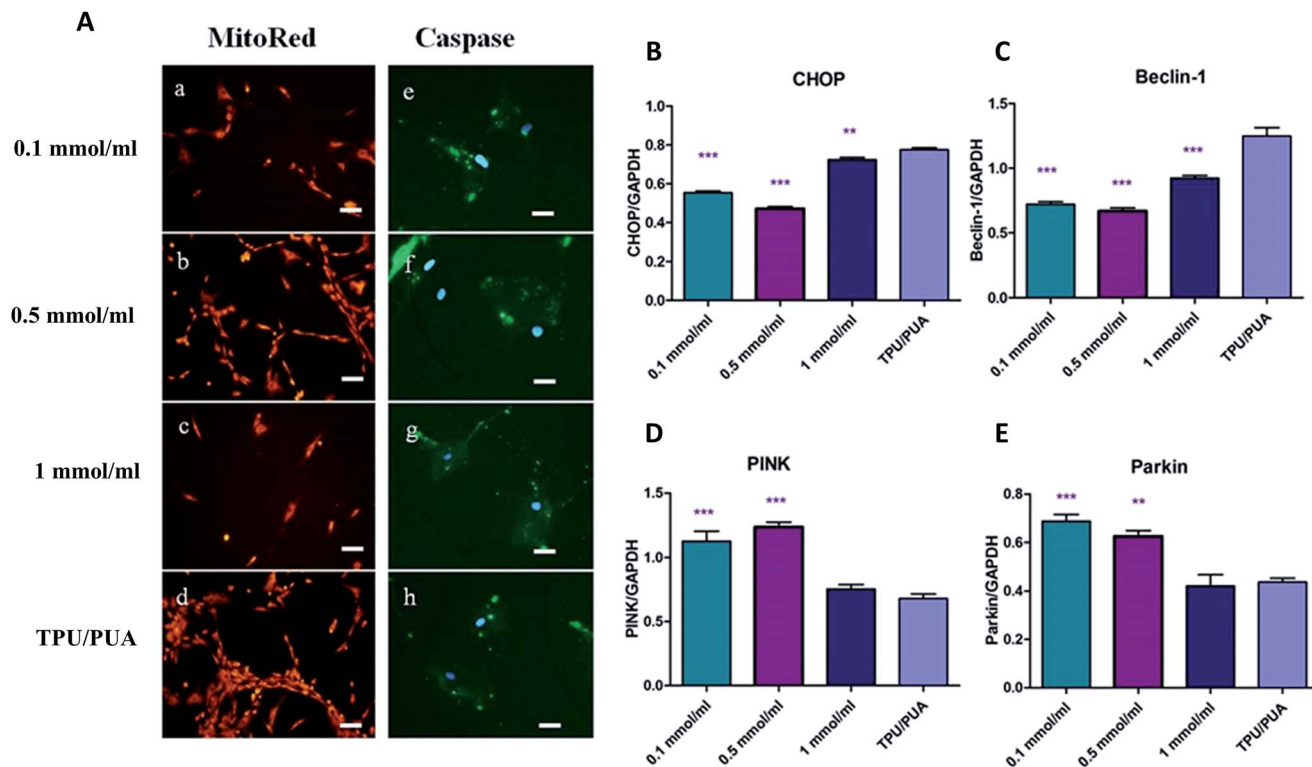 A
MitoRed
Caspase
0.1 mmol/ml
a
e
0.5 mmol/ml
b
f
1 mmol/ml
c
g
TPU/PUA
d
h
B
CHOP
CHOP/GAPDH
1.0
0.8
0.6
0.4
0.2
0.0
***
***
**
0.1 mmol/ml
0.5 mmol/ml
1 mmol/ml
TPU/PUA
C
Beclin-1
Beclin-1/GAPDH
1.5
1.0
0.5
0.0
***
***
***
0.1 mmol/ml
0.5 mmol/ml
1 mmol/ml
TPU/PUA
D
PINK
PINK/GAPDH
1.5
1.0
0.5
0.0
***
***
0.1 mmol/ml
0.5 mmol/ml
1 mmol/ml
TPU/PUA
E
Parkin
Parkin/GAPDH
0.8
0.6
0.4
0.2
0.0
***
**
0.1 mmol/ml
0.5 mmol/ml
1 mmol/ml
TPU/PUA